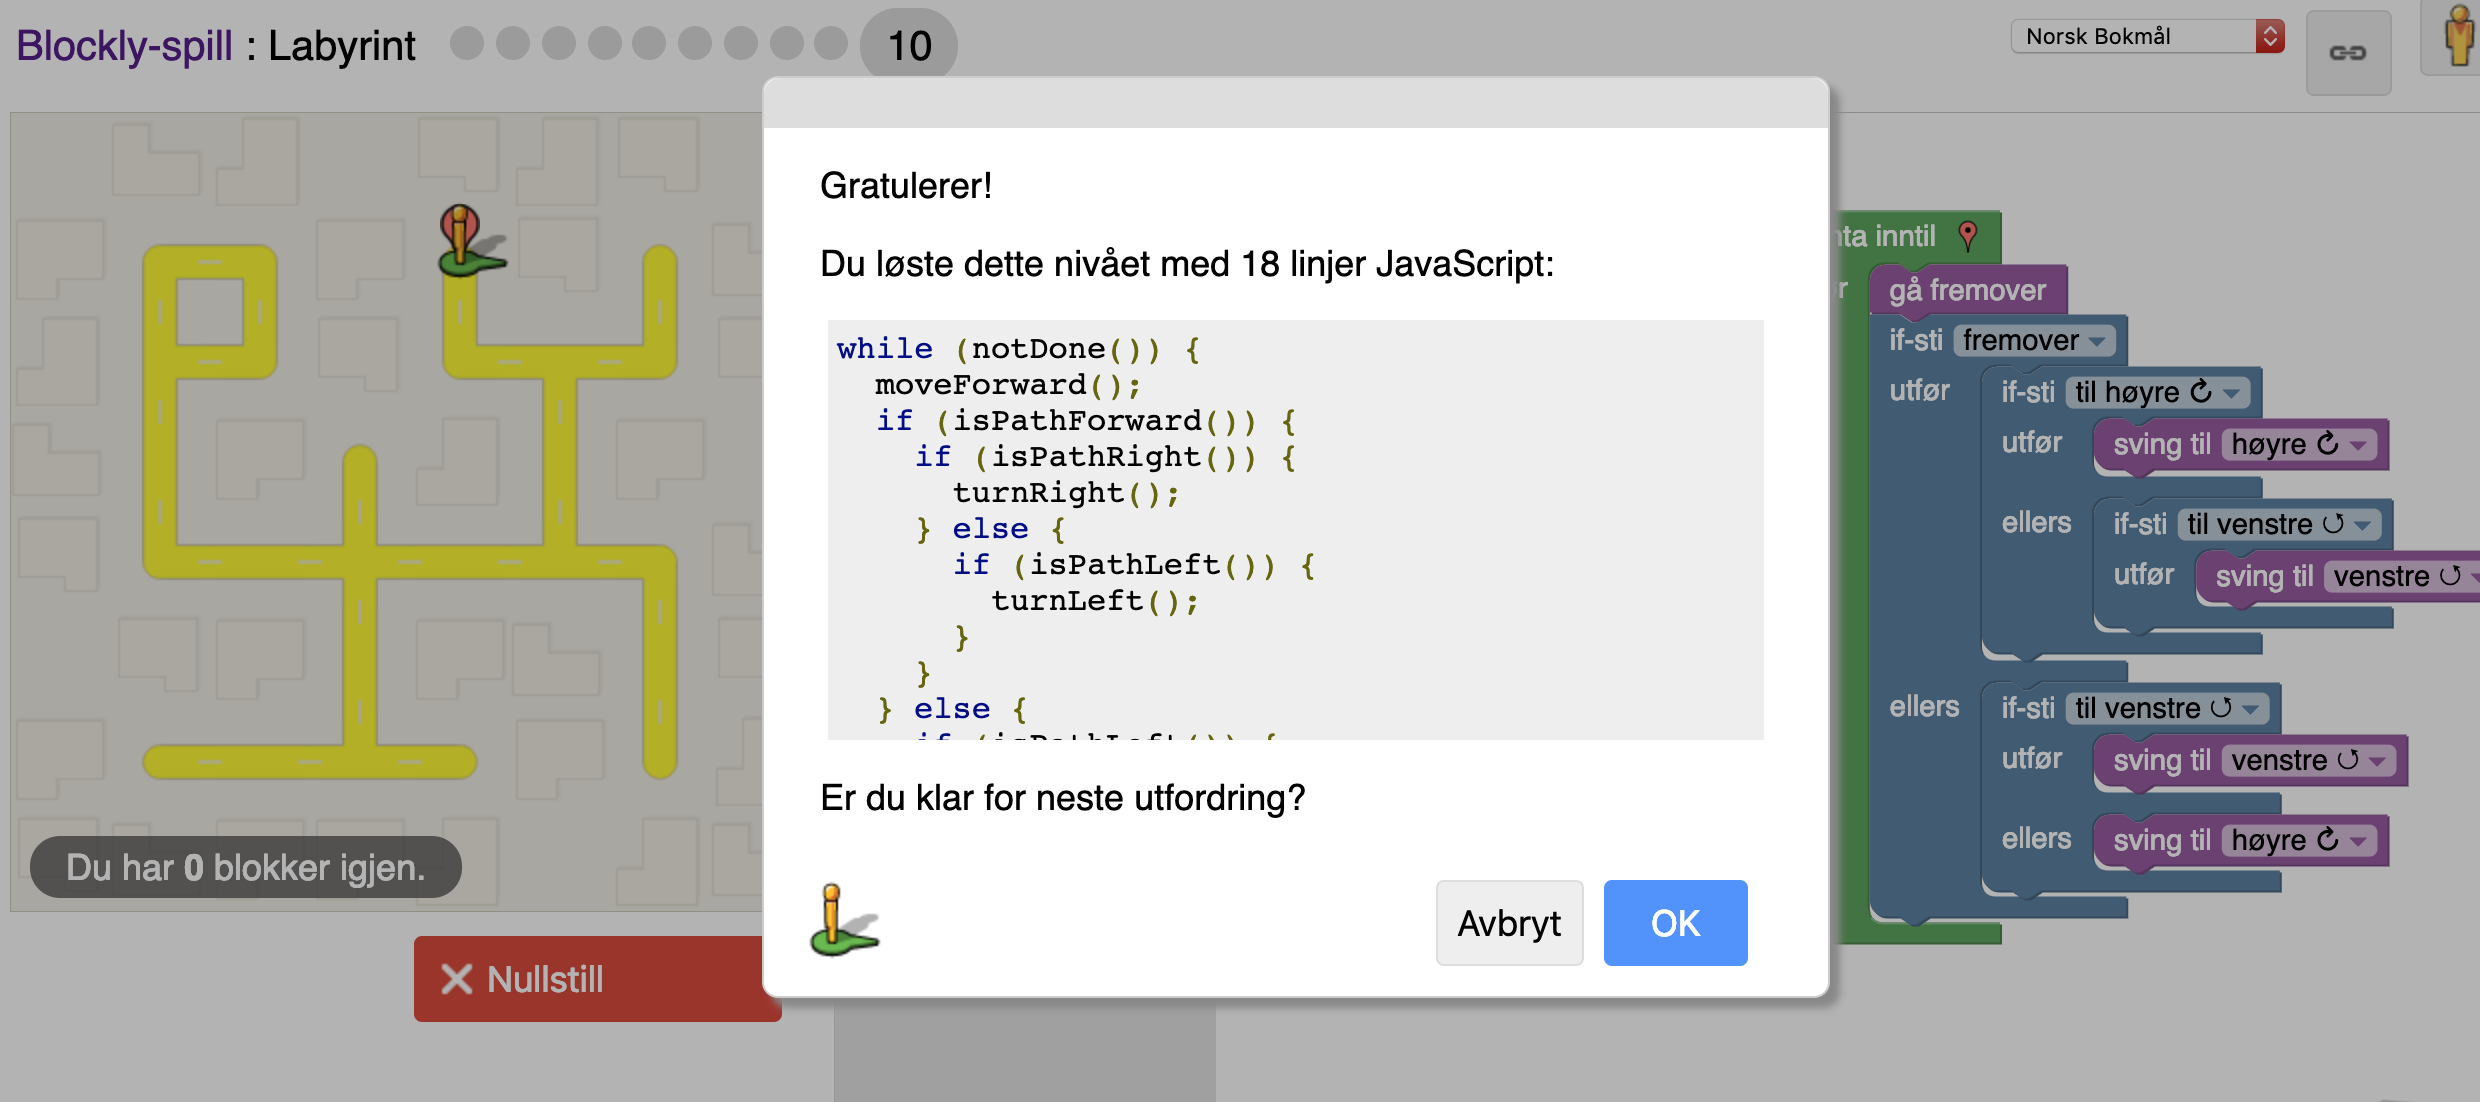 Blockly-spill : Labyrint
10
Norsk Bokmål
Gratulerer!
Du løste dette nivået med 18 linjer JavaScript:
while (notDone()) {
  moveForward();
  if (isPathForward()) {
    if (isPathRight()) {
      turnRight();
    } else {
      if (isPathLeft()) {
        turnLeft();
      }
    }
  } else {
    if (isPathLeft()) {
Er du klar for neste utfordring?
Avbryt
OK
Du har 0 blokker igjen.
Nullstill
inntil
gå fremover
if-sti fremover
utfør
if-sti til høyre ↻
utfør
sving til høyre ↻
ellers
if-sti til venstre ↺
utfør
sving til venstre ↺
ellers
if-sti til venstre ↺
utfør
sving til venstre ↺
ellers
sving til høyre ↻